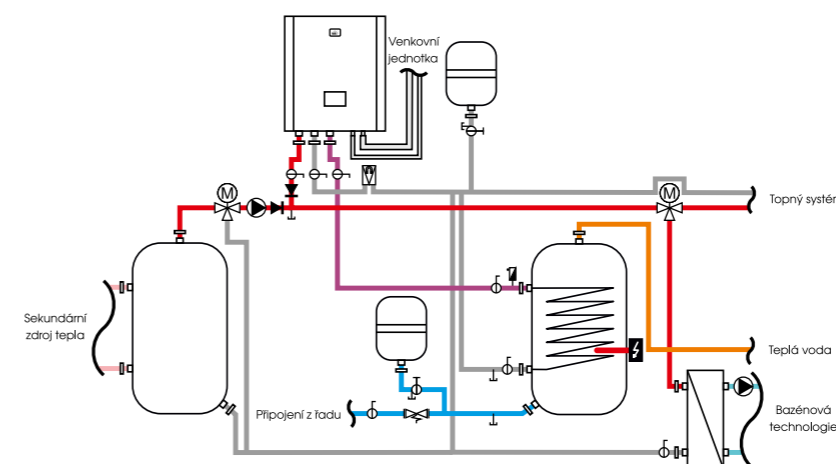 Venkovní
jednotka
M
M
Topný systém
Sekundární
zdroj tepla
Teplá voda
Připojení z řadu
Bazénová
technologie